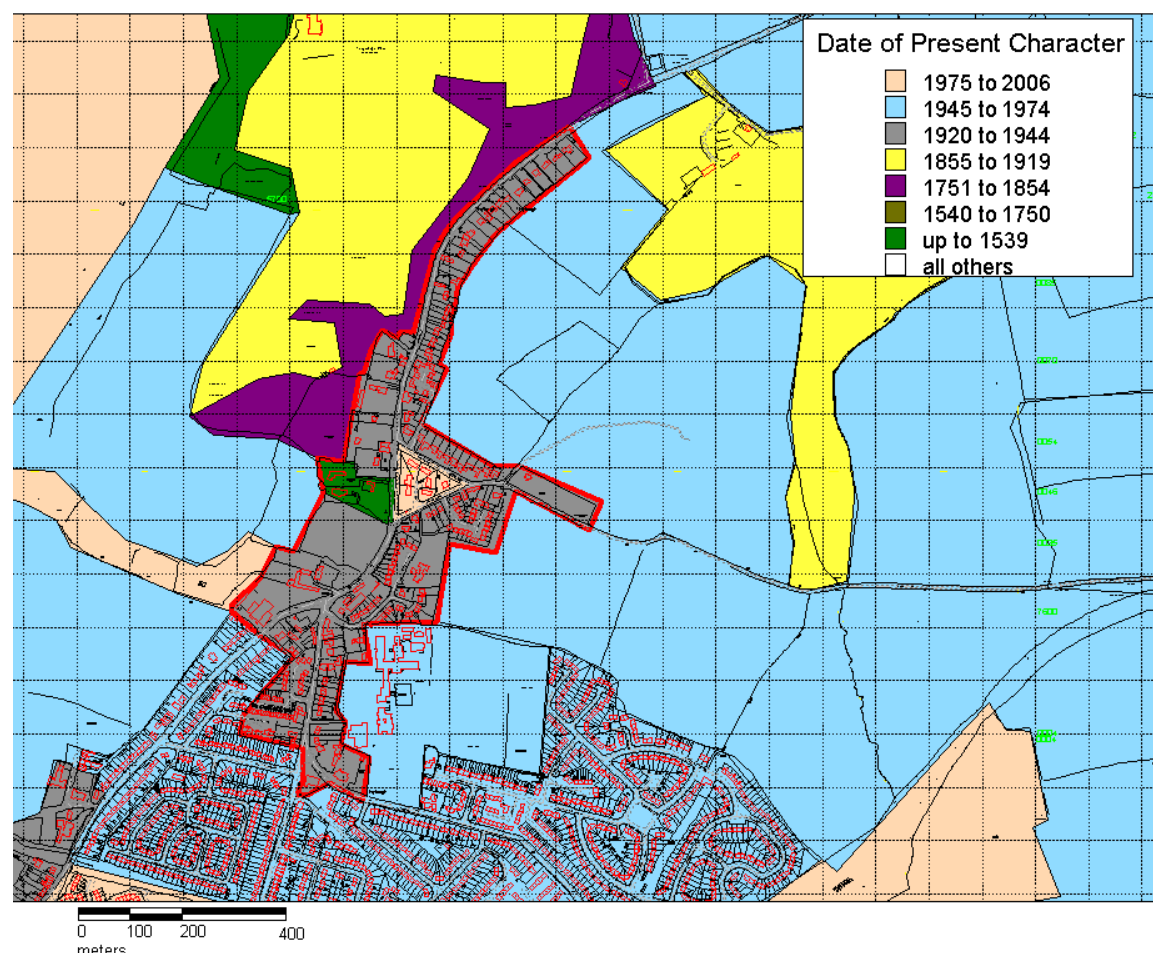 Date of Present Character
1975 to 2006
1945 to 1974
1920 to 1944
1855 to 1919
1751 to 1854
1540 to 1750
up to 1539
all others
0 100 200 400
meters